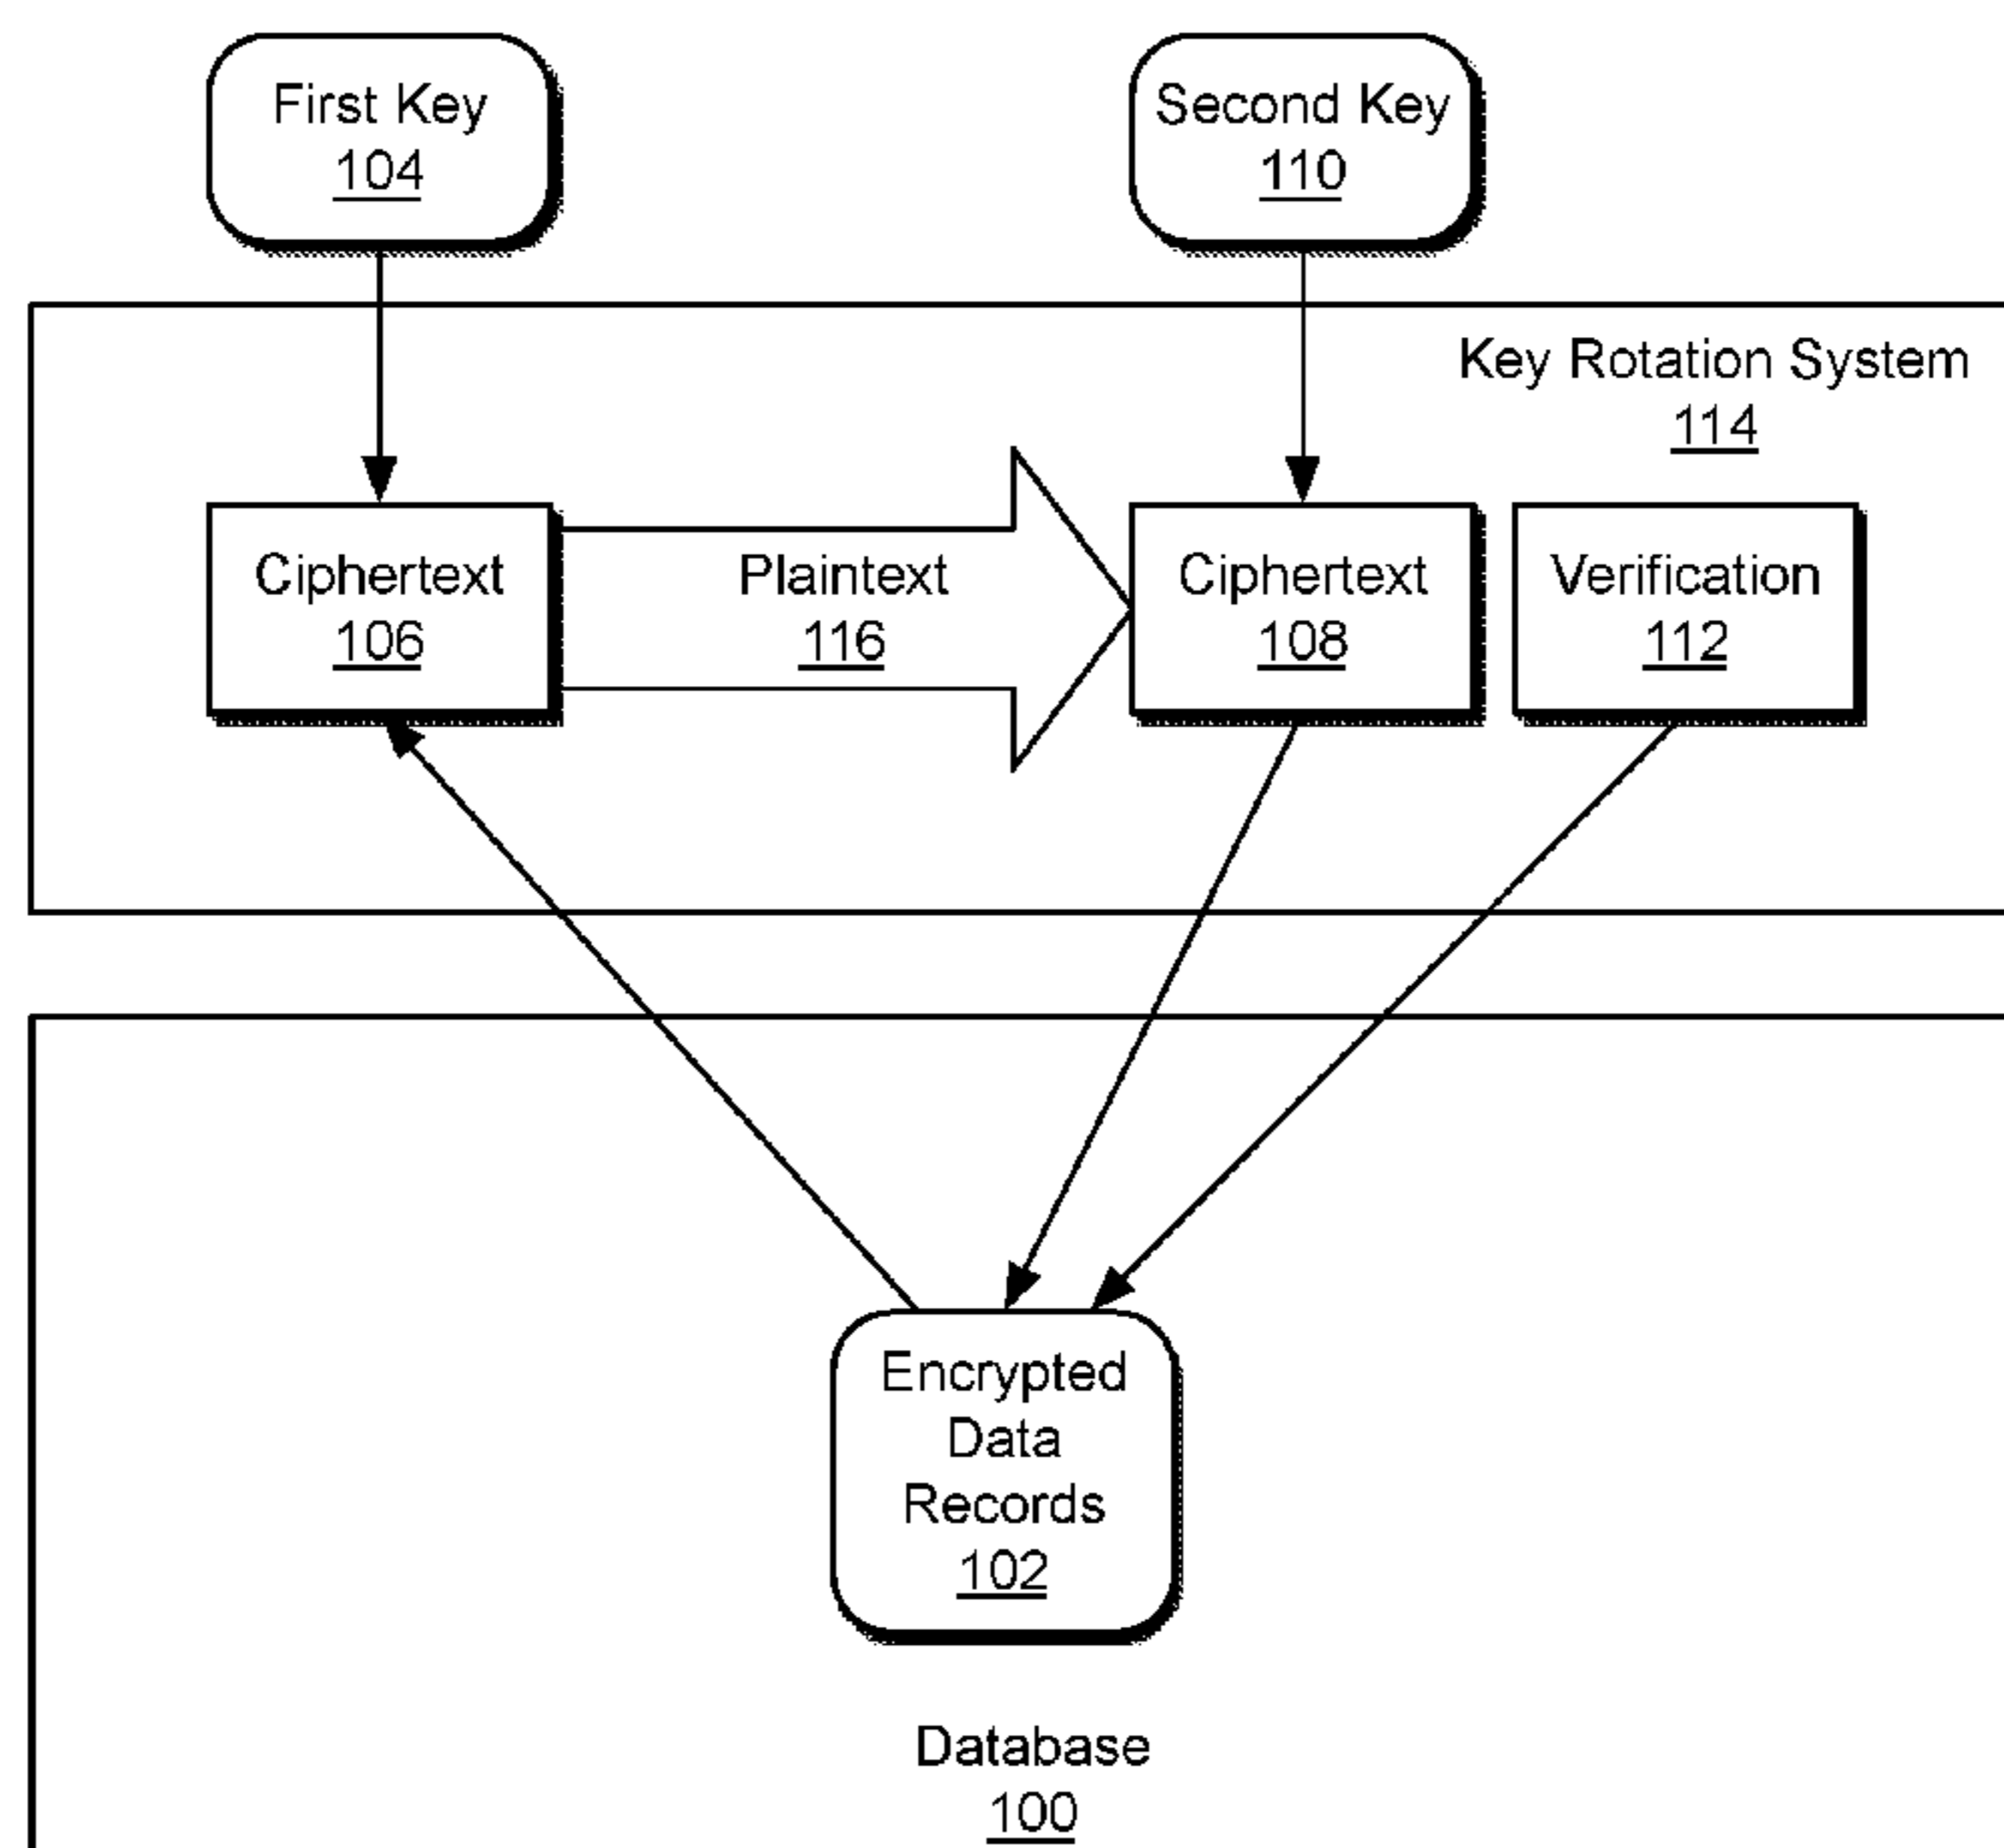 First Key
104
Second Key
110
Key Rotation System
114
Ciphertext
106
Plaintext
116
Ciphertext
108
Verification
112
Encrypted
Data
Records
102
Database
100